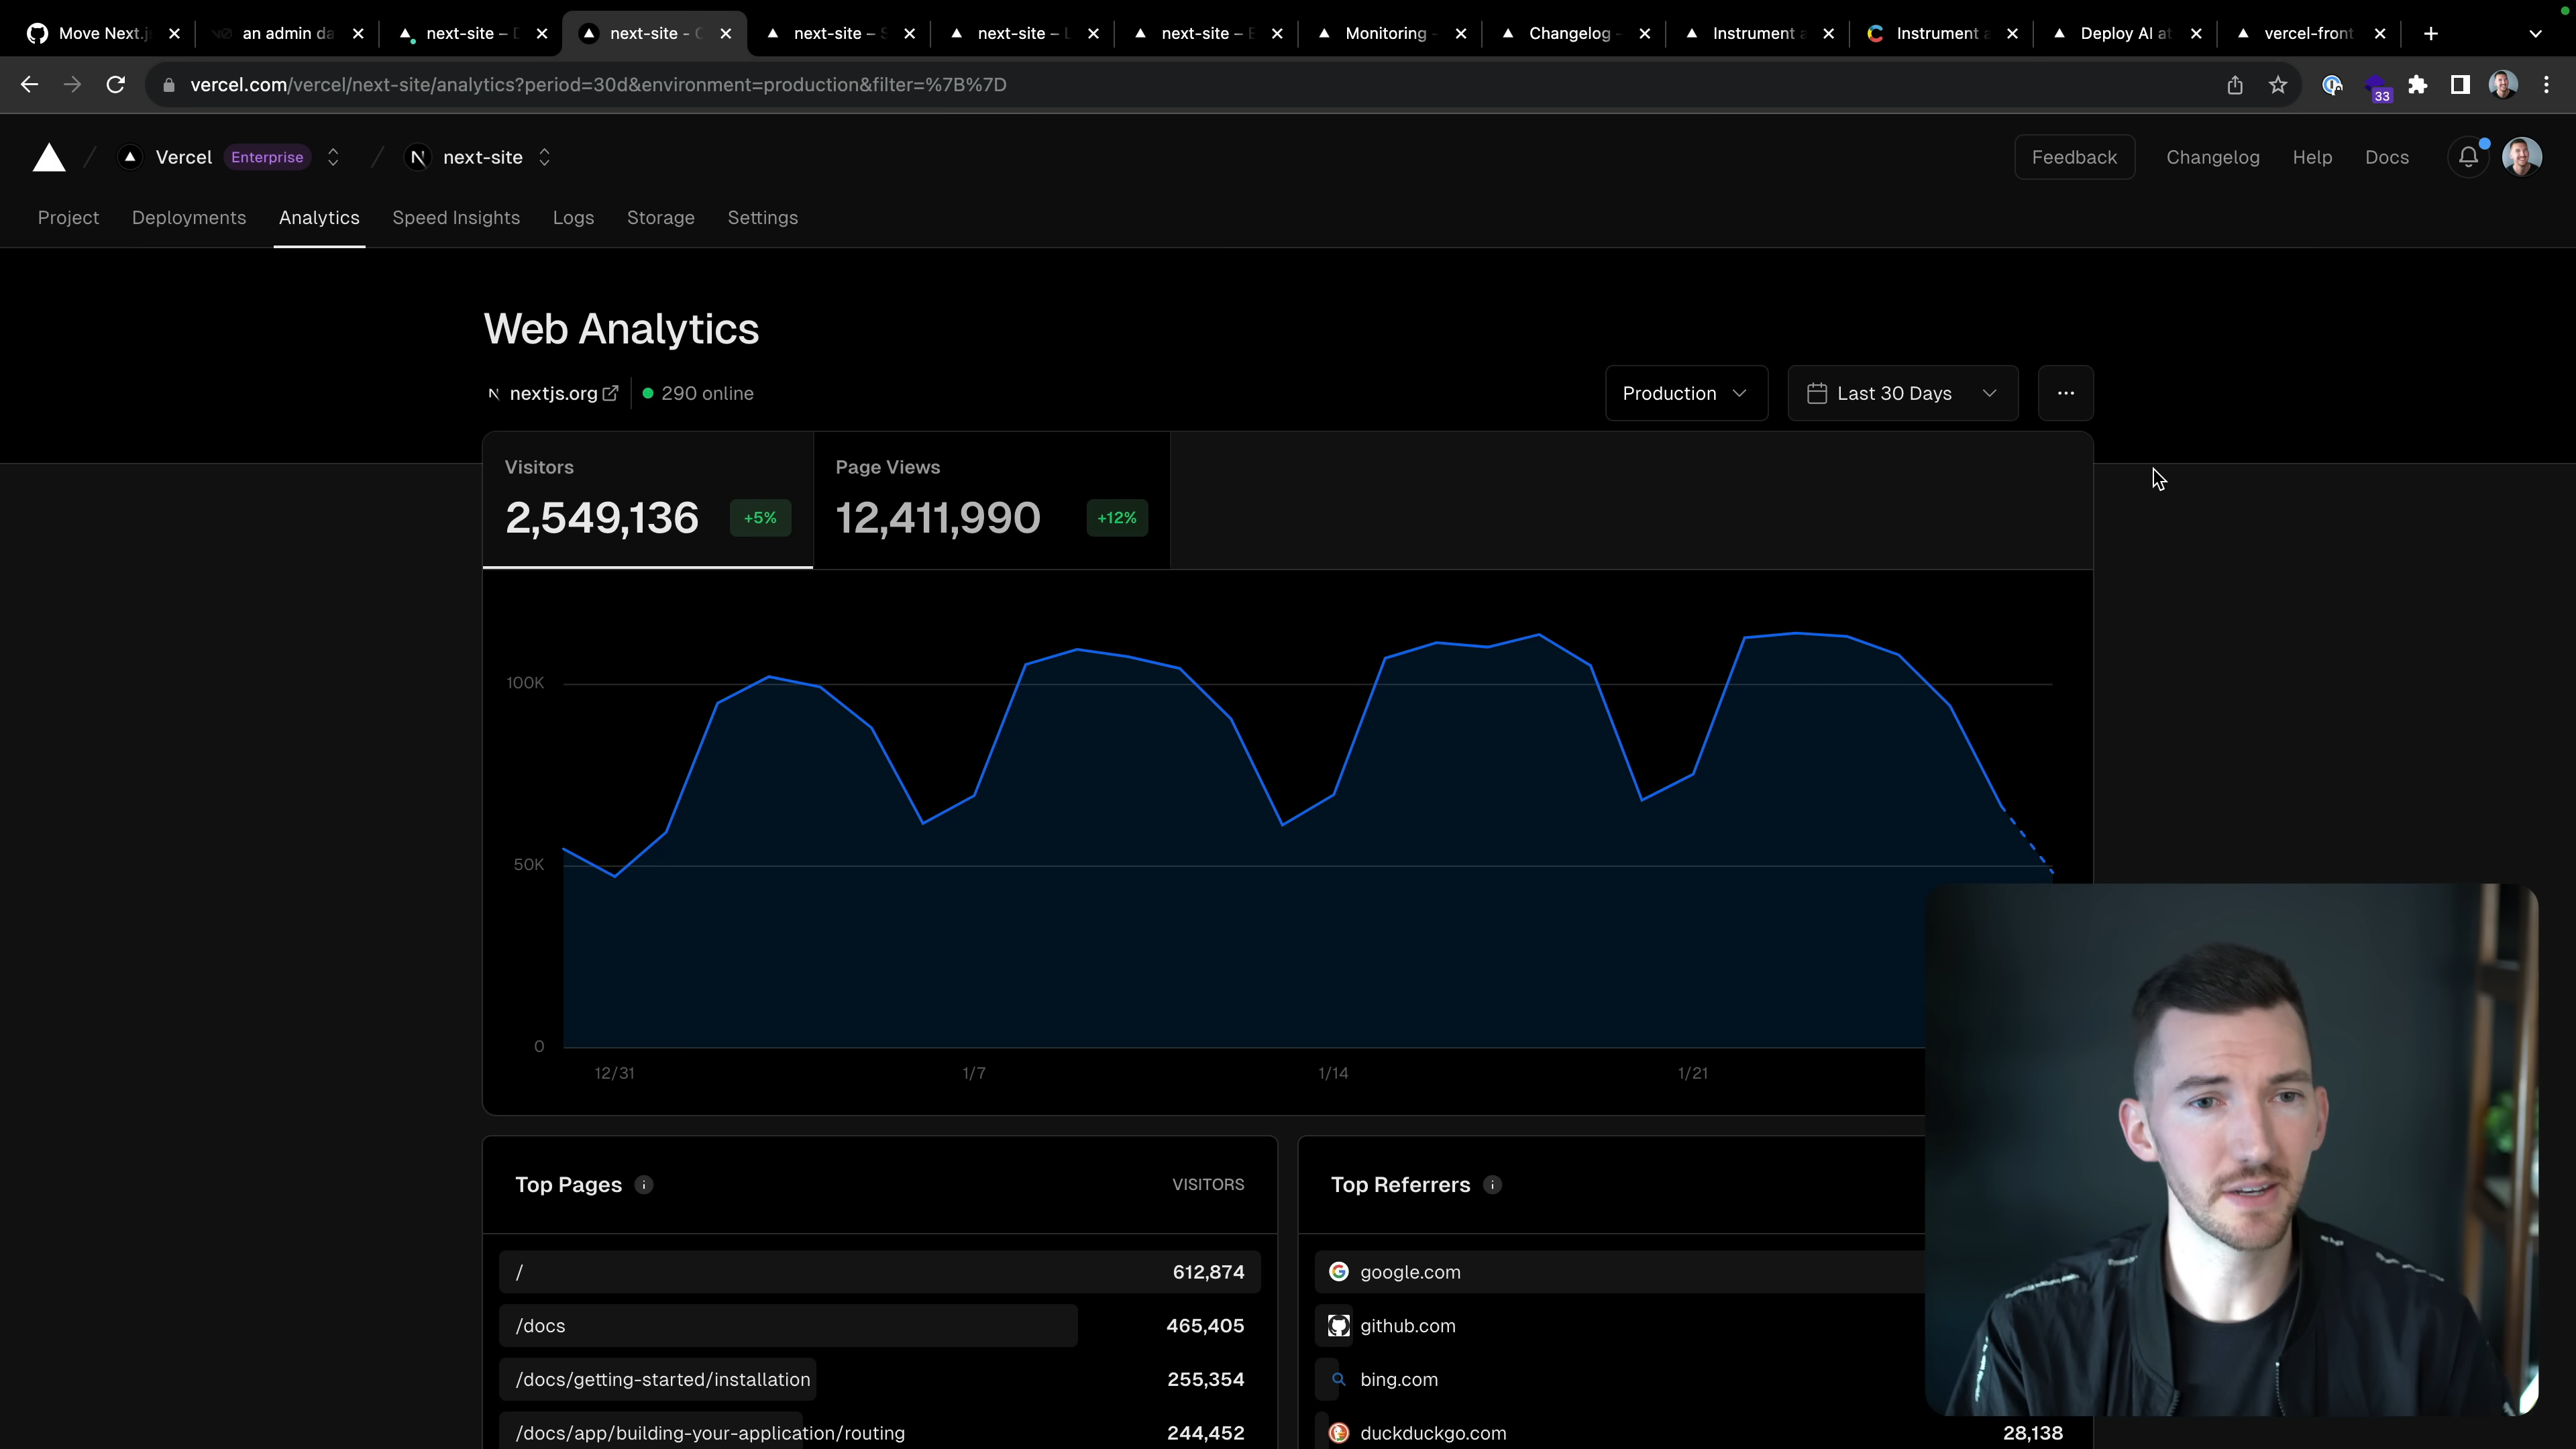 Move Next.j
an admin da
next-site – D
next-site -
next-site –
next-site – L
next-site –
Monitoring -
Changelog -
Instrument a
Instrument a
Deploy AI at
vercel-front
vercel.com/vercel/next-site/analytics?period=30d&environment=production&filter=%7B%7D
33
Vercel Enterprise
next-site
Feedback
Changelog
Help
Docs
Project
Deployments
Analytics
Speed Insights
Logs
Storage
Settings
Web Analytics
nextjs.org
290 online
Production
Last 30 Days
Visitors
2,549,136 +5%
Page Views
12,411,990 +12%
100K
50K
0
12/31
1/7
1/14
1/21
Top Pages
VISITORS
/ 612,874
/docs 465,405
/docs/getting-started/installation 255,354
/docs/app/building-your-application/routing 244,452
Top Referrers
google.com
github.com
bing.com
duckduckgo.com 28,138